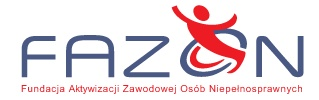 FAZON
Fundacja Aktywizacji Zawodowej Osób Niepełnosprawnych